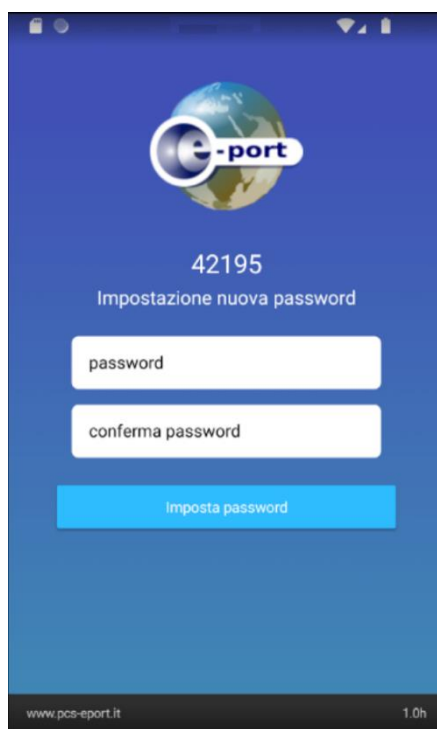 e-port
42195
Impostazione nuova password
password
conferma password
Imposta password
www.pcs-eport.it
1.0h